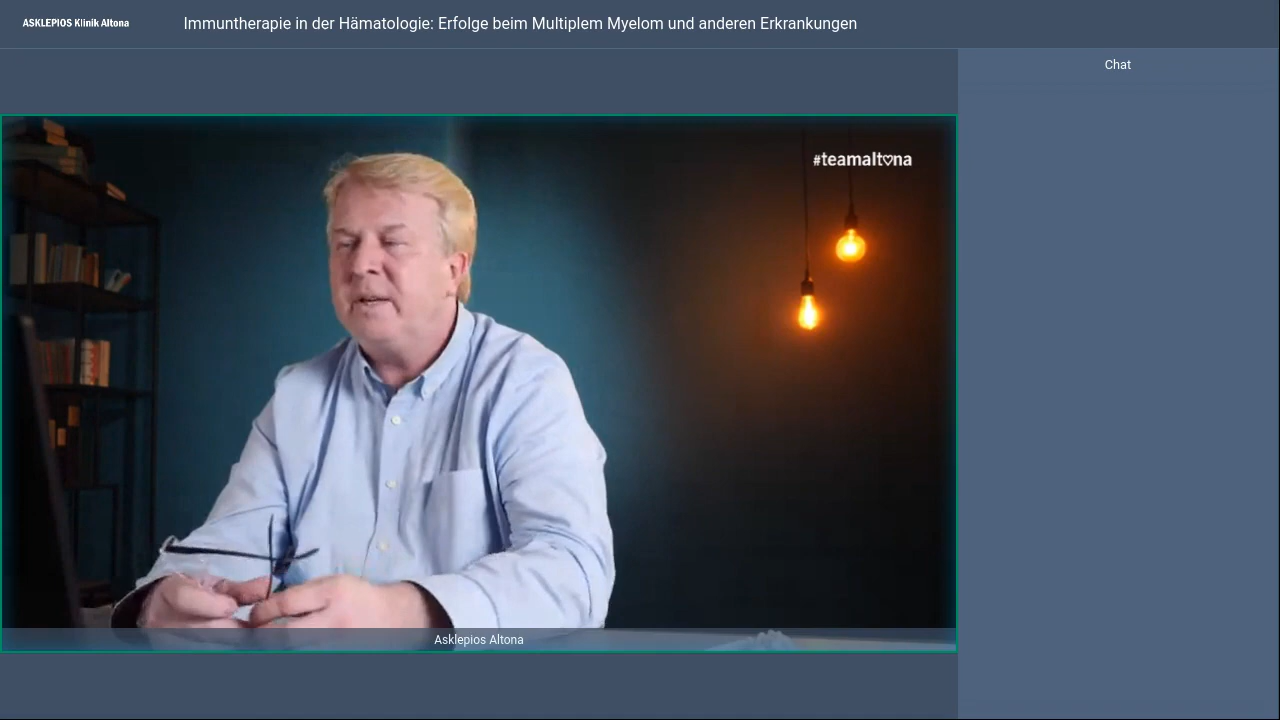 ASKLEPIOS Klinik Altona
Immuntherapie in der Hämatologie: Erfolge beim Multiplem Myelom und anderen Erkrankungen
Chat
#teamaltona
Asklepios Altona